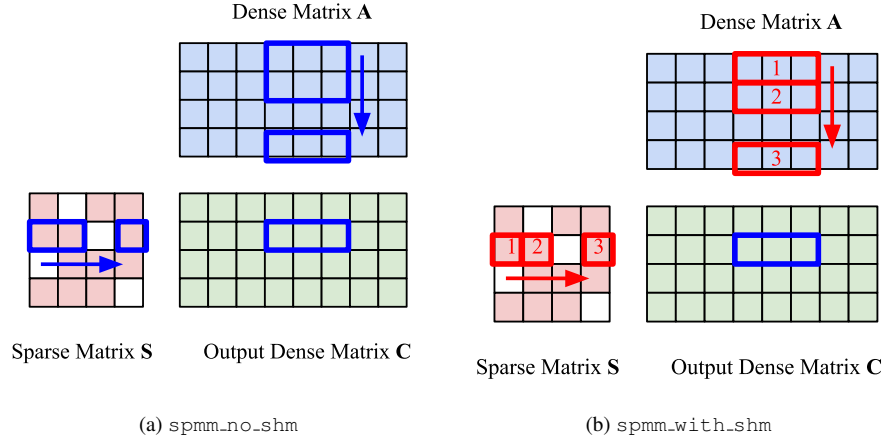 Dense Matrix A
Sparse Matrix S
Output Dense Matrix C
(a) spmm_no_shm
Dense Matrix A
1
2
3
1 2 3
Sparse Matrix S
Output Dense Matrix C
(b) spmm_with_shm